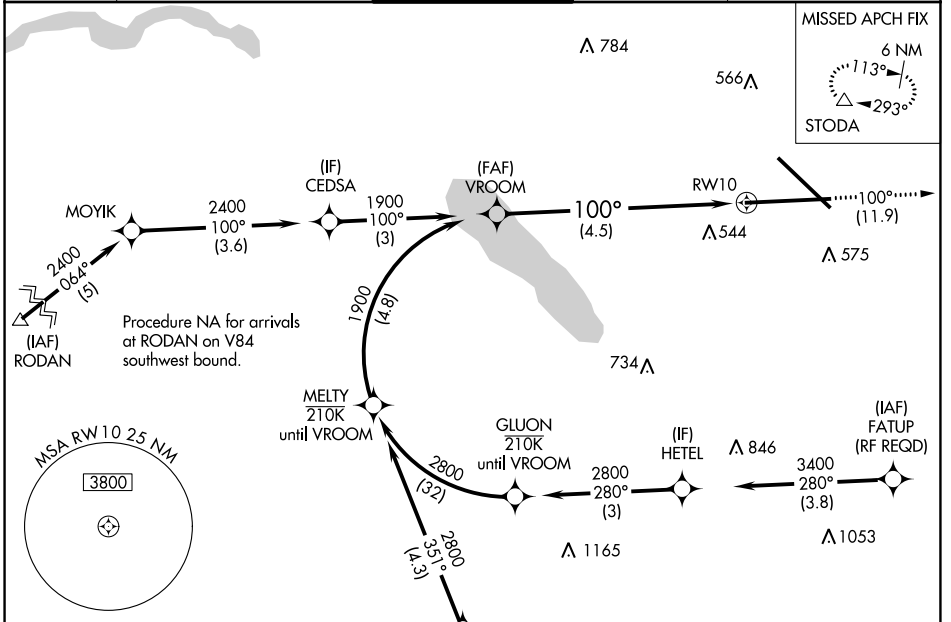 MISSED APCH FIX
6 NM
113°
293°
STODA
784
566
(IF)
CEDSA
(FAF)
VROOM
RW10
MOYIK
2400
100°
(3.6)
1900
100°
(3)
100°
(4.5)
100°
(11.9)
544
575
2400
064°
(5)
(IAF)
RODAN
Procedure NA for arrivals
at RODAN on V84
southwest bound.
1900
(4.8)
734
MELTY
210K
until VROOM
GLUON
210K
until VROOM
(IF)
HETEL
846
(IAF)
FATUP
(RF REQD)
MSA RW10 25 NM
3800
2800
(32)
2800
280°
(3)
3400
280°
(3.8)
2800
351°
(4.3)
1165
1053